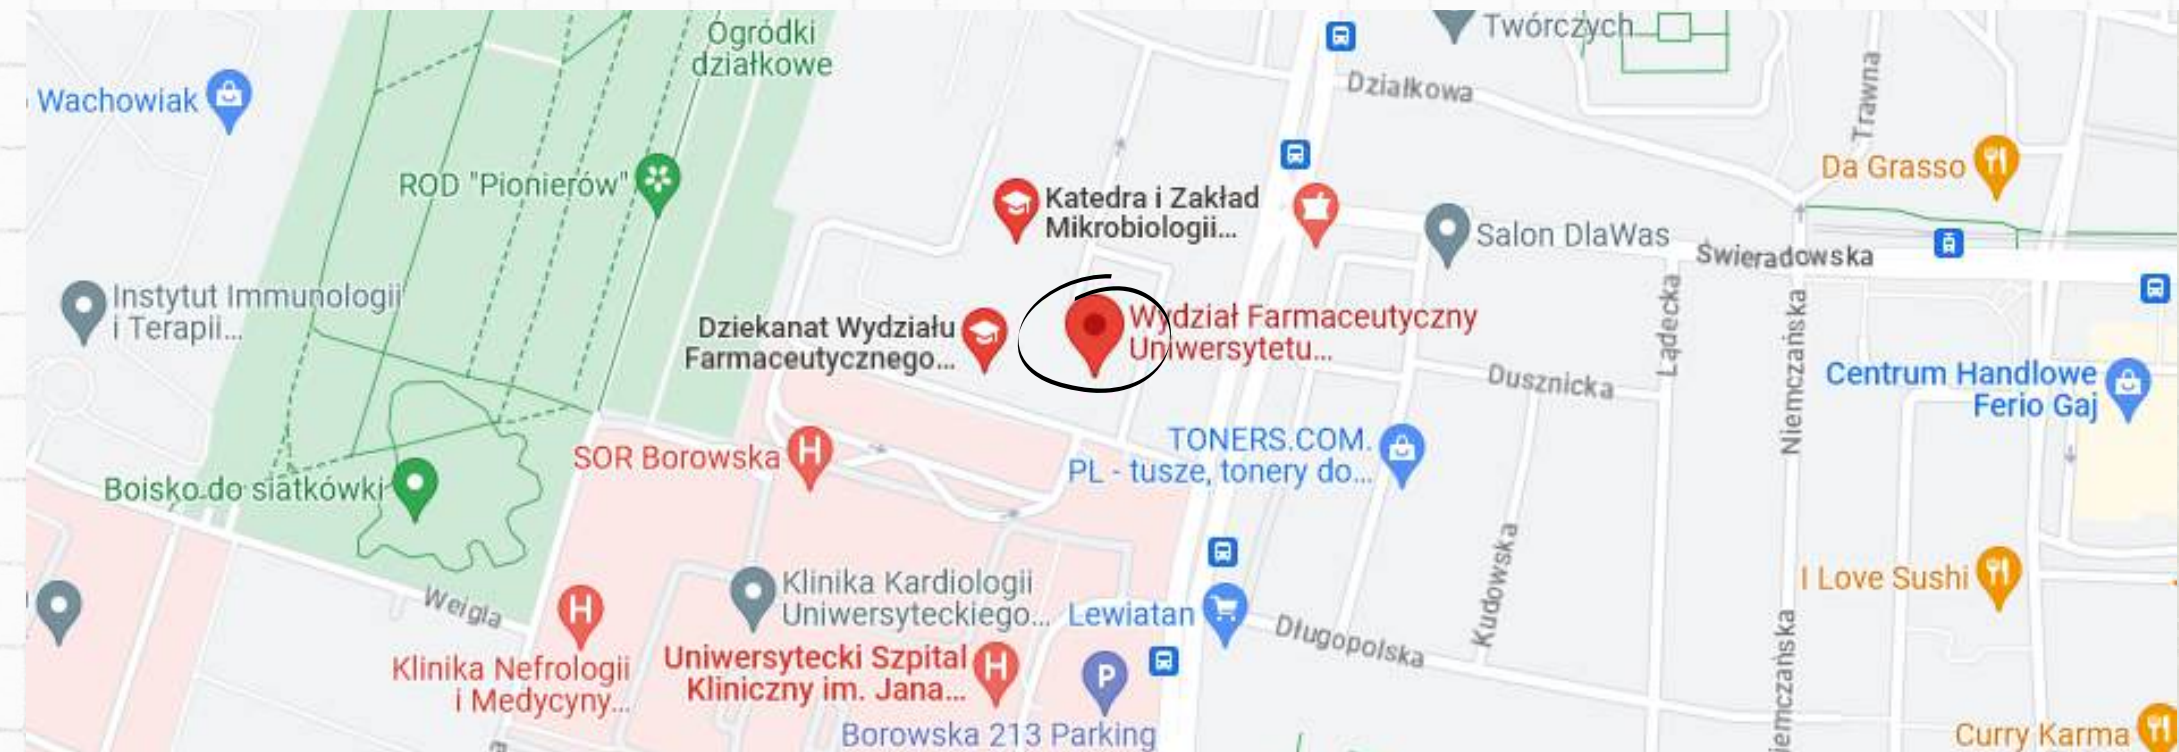 Ogródki
działkowe
Twórczych
Działkowa
Trawna
Wachowiak
Da Grasso
ROD "Pionierów"
Katedra i Zakład
Mikrobiologii...
Salon DlaWas
Świeradowska
Instytut Immunologii
i Terapii...
Dziekanat Wydziału
Farmaceutycznego...
Wydział Farmaceutyczny
Uniwersytetu...
Lądecka
Niemczańska
Dusznicka
Centrum Handlowe
Ferio Gaj
TONERS.COM.
PL - tusze, tonery do...
SOR Borowska
H
Boisko do siatkówki
Kudowska
I Love Sushi
Weigla
Klinika Kardiologii
Uniwersyteckiego...
Lewiatan
Długopolska
H
Klinika Nefrologii
i Medycyny...
Uniwersytecki Szpital
Kliniczny im. Jana...
H
P
Borowska 213 Parking
iemczańska
Curry Karma